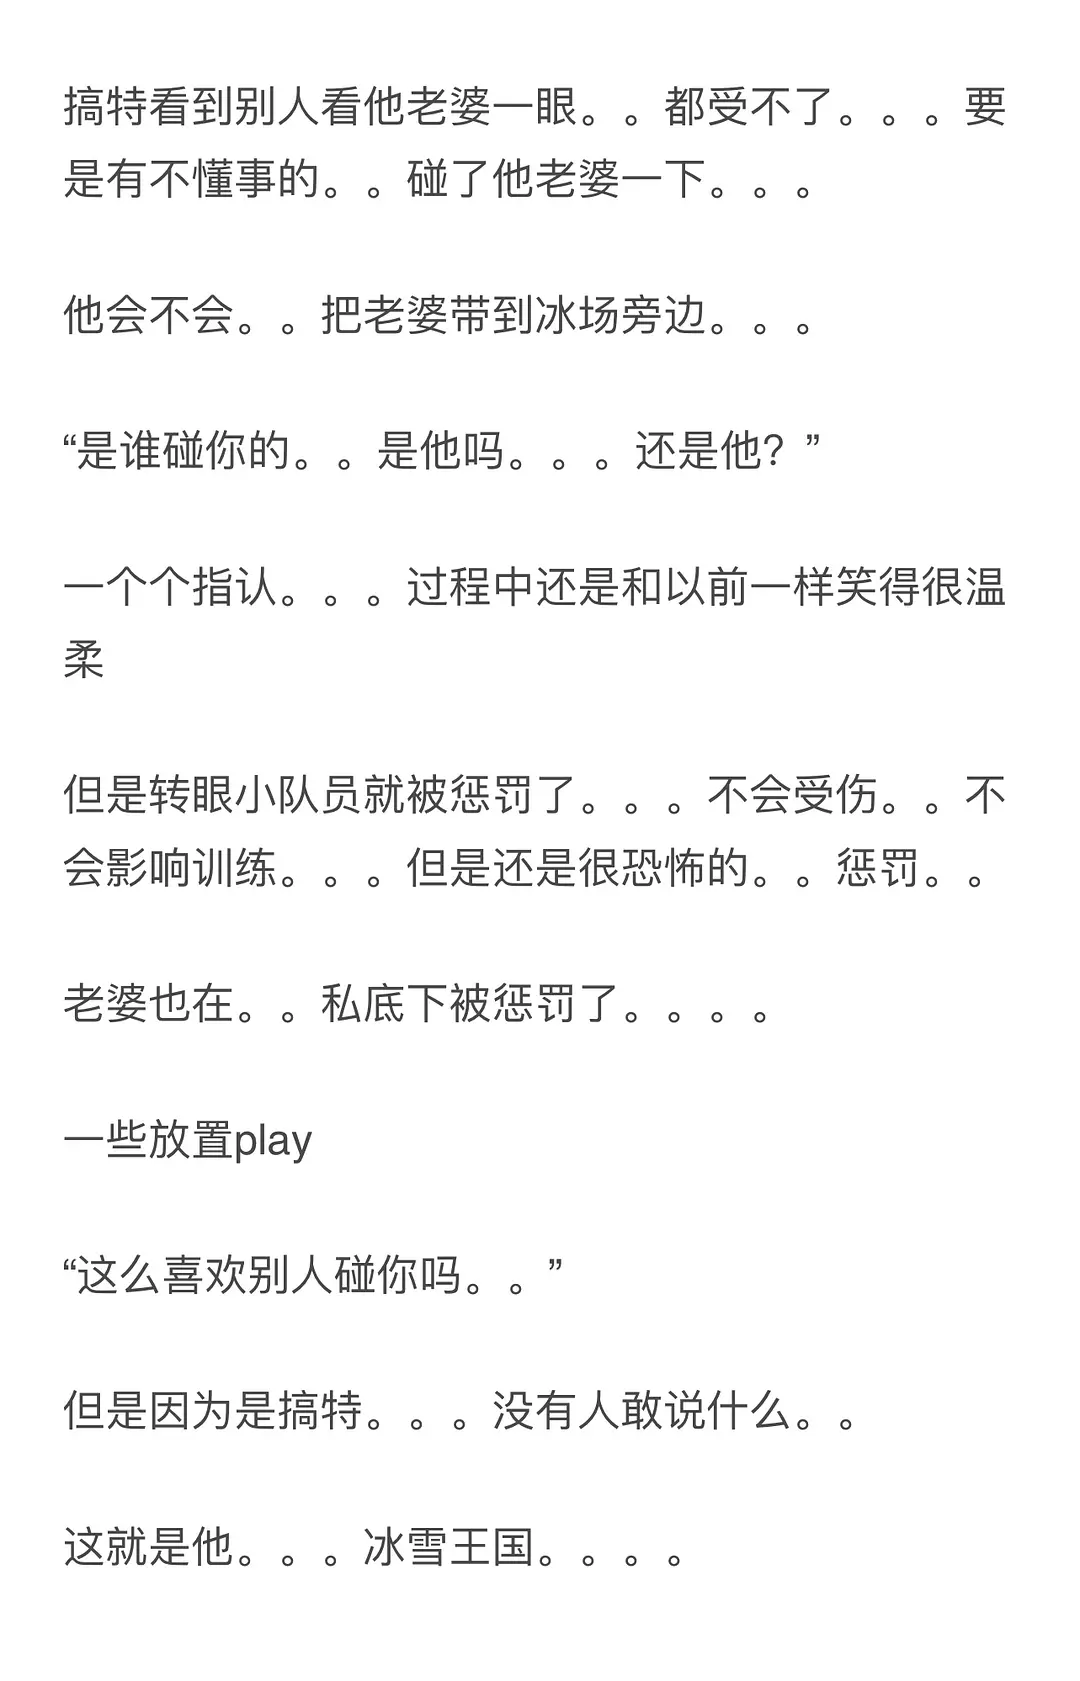 搞特看到别人看他老婆一眼。。都受不了。。。要
是有不懂事的。。碰了他老婆一下。。。
他会不会。。把老婆带到冰场旁边。。。
“是谁碰你的。。是他吗。。。还是他？”
一个个指认。。。过程中还是和以前一样笑得很温
柔
但是转眼小队员就被惩罚了。。。不会受伤。。不
会影响训练。。。但是还是很恐怖的。。惩罚。。
老婆也在。。私底下被惩罚了。。。。
一些放置play
“这么喜欢别人碰你吗。。”
但是因为是搞特。。。没有人敢说什么。。
这就是他。。。冰雪王国。。。。